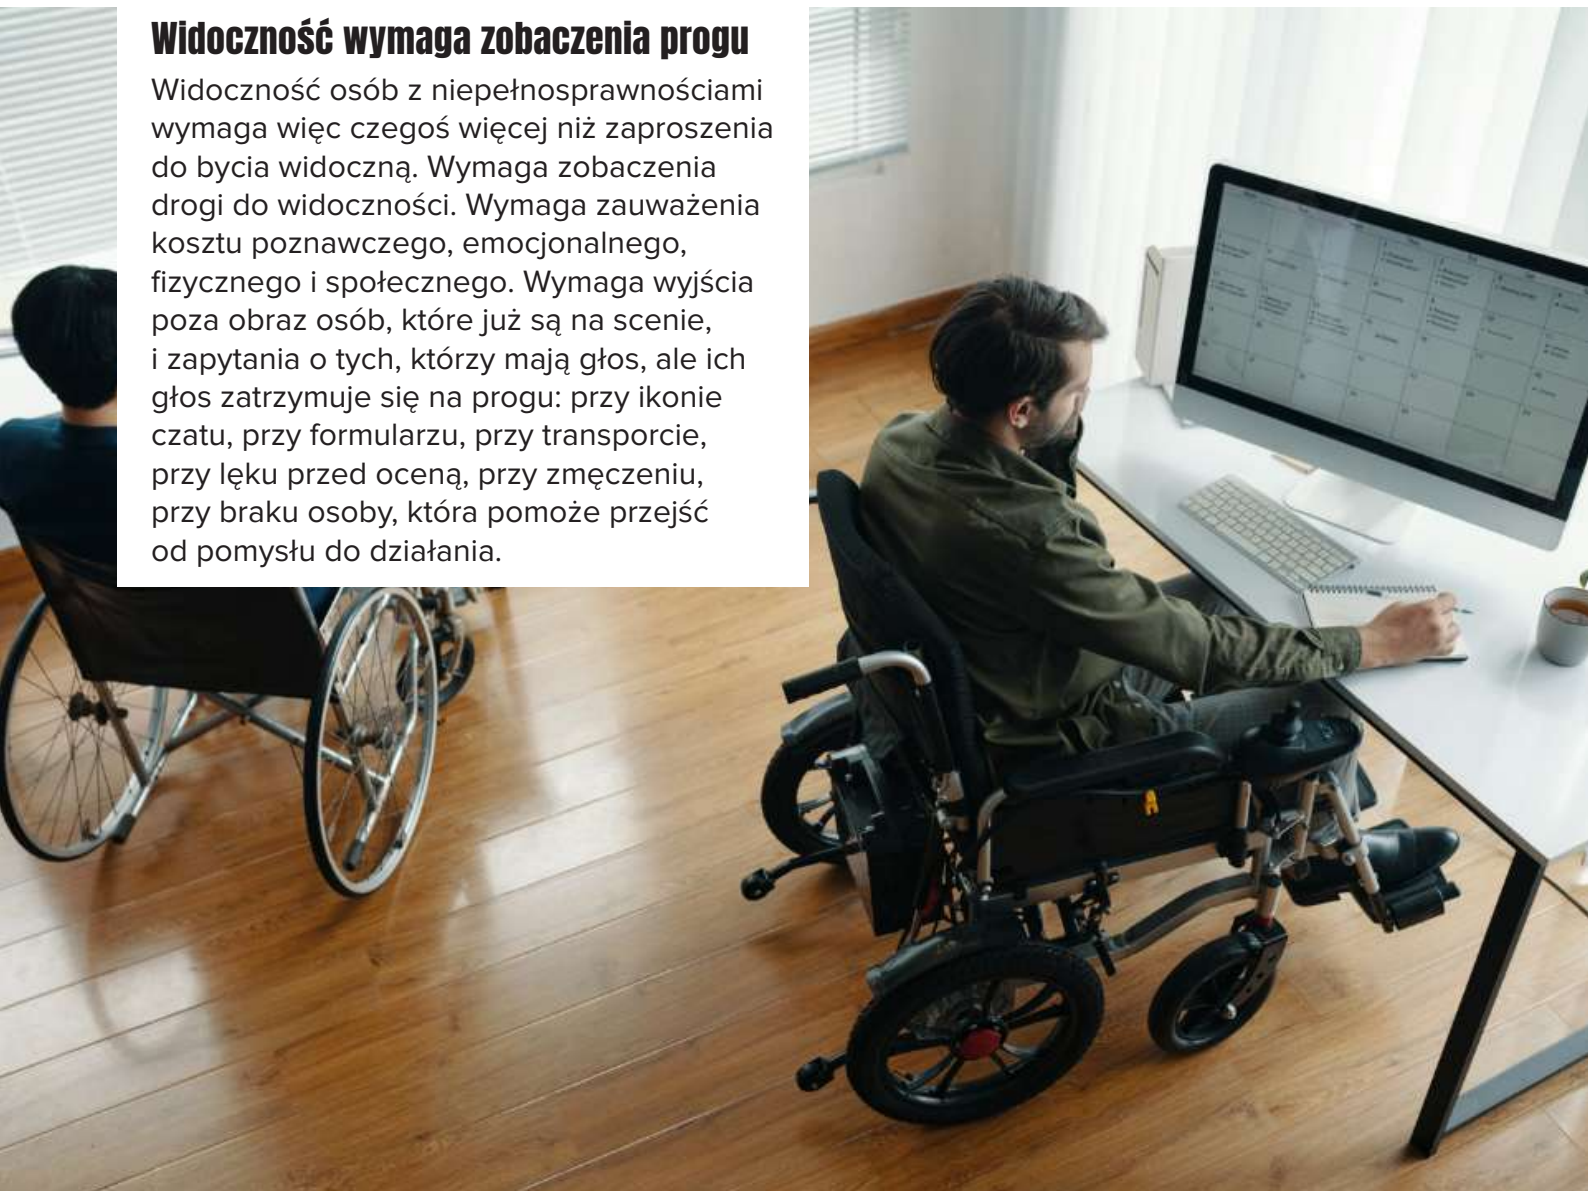 Widoczność wymaga zobaczenia progu
Widoczność osób z niepełnosprawnościami
wymaga więc czegoś więcej niż zaproszenia
do bycia widoczną. Wymaga zobaczenia
drogi do widoczności. Wymaga zauważenia
kosztu poznawczego, emocjonalnego,
fizycznego i społecznego. Wymaga wyjścia
poza obraz osób, które już są na scenie,
i zapytania o tych, którzy mają głos, ale ich
głos zatrzymuje się na progu: przy ikonie
czatu, przy formularzu, przy transporcie,
przy lęku przed oceną, przy zmęczeniu,
przy braku osoby, która pomoże przejść
od pomysłu do działania.